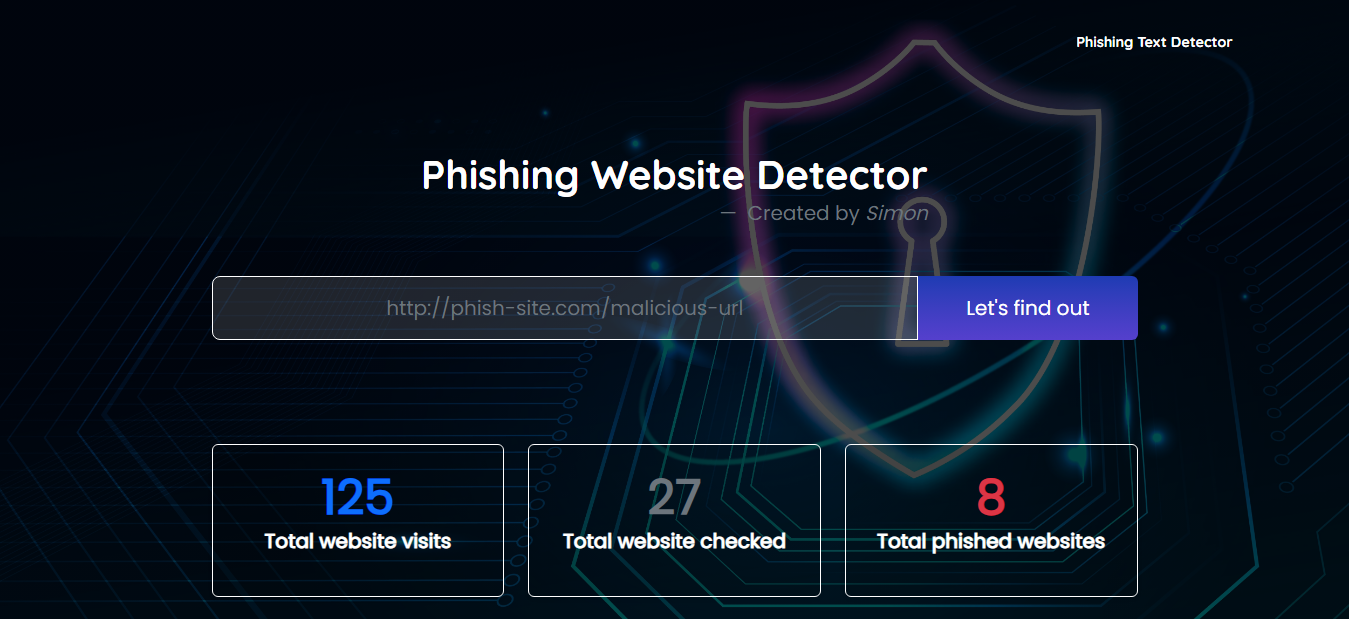 Phishing Text Detector
Phishing Website Detector
— Created by Simon
http://phish-site.com/malicious-url
Let's find out
125
Total website visits
27
Total website checked
8
Total phished websites